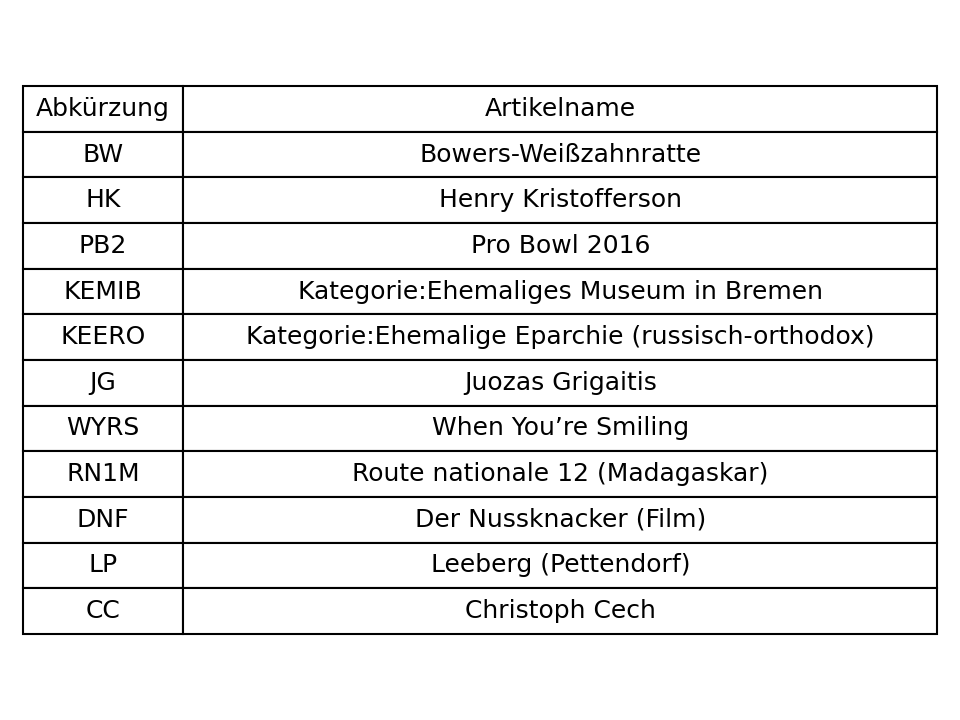 Abkürzung Artikelname
BW Bowers-Weißzahnratte
HK Henry Kristofferson
PB2 Pro Bowl 2016
KEMIB Kategorie:Ehemaliges Museum in Bremen
KEERO Kategorie:Ehemalige Eparchie (russisch-orthodox)
JG Juozas Grigaitis
WYRS When You’re Smiling
RN1M Route nationale 12 (Madagaskar)
DNF Der Nussknacker (Film)
LP Leeberg (Pettendorf)
CC Christoph Cech